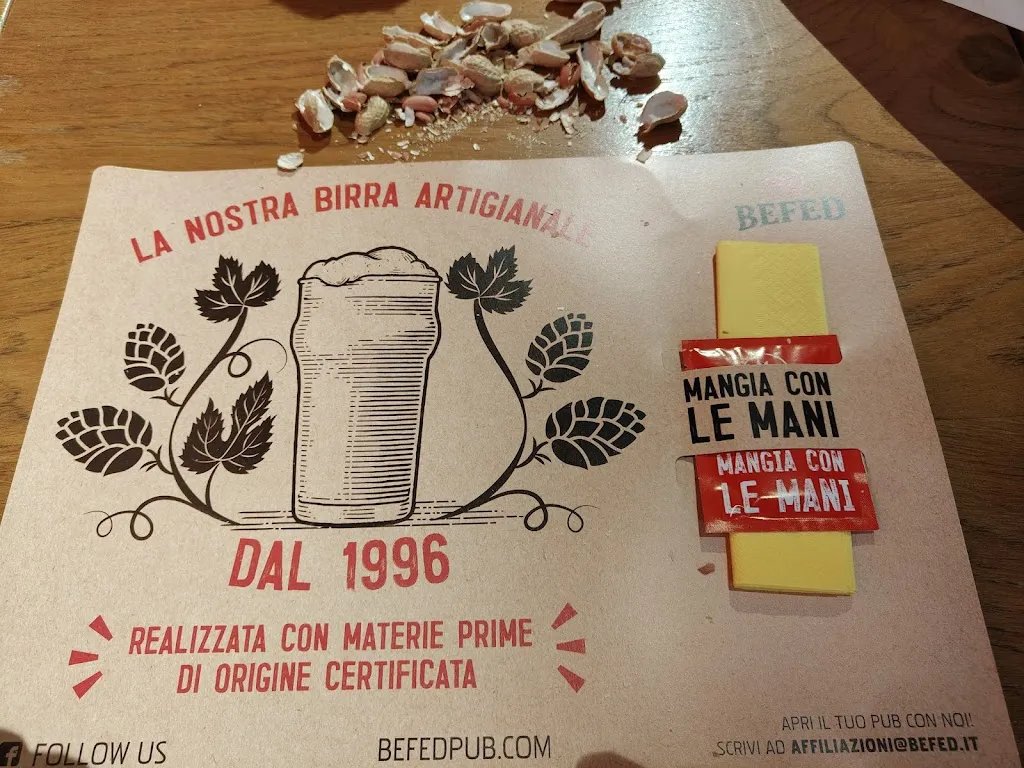 LA NOSTRA BIRRA ARTIGIANALE
BEFED
MANGIA CON
LE MANI
MANGIA CON
LE MANI
DAL 1996
REALIZZATA CON MATERIE PRIME
DI ORIGINE CERTIFICATA
f FOLLOW US
BEFEDPUB.COM
APRI IL TUO PUB CON NOI!
SCRIVI AD AFFILIAZIONI@BEFED.IT